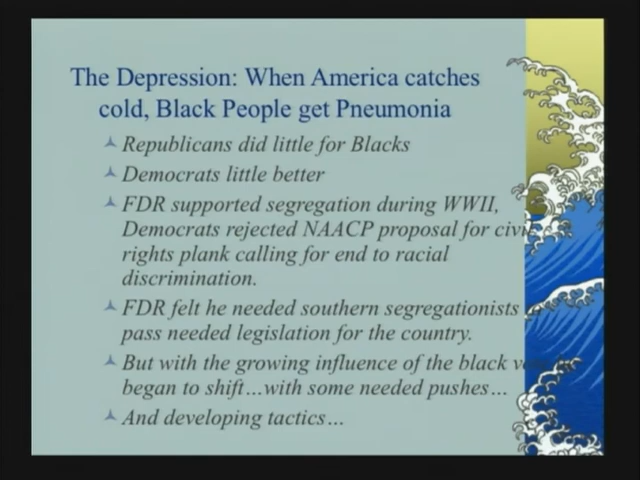 The Depression: When America catches
cold, Black People get Pneumonia
Republicans did little for Blacks
Democrats little better
FDR supported segregation during WWII,
Democrats rejected NAACP proposal for civil
rights plank calling for end to racial
discrimination.
FDR felt he needed southern segregationists
pass needed legislation for the country.
But with the growing influence of the black
began to shift…with some needed pushes…
And developing tactics…